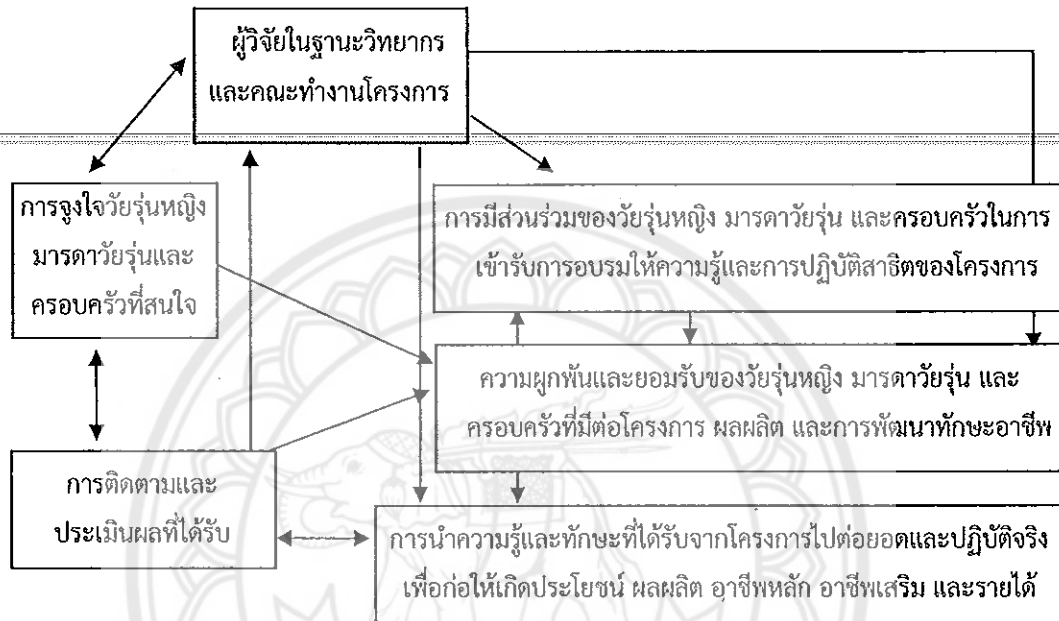 ผู้วิจัยในฐานะวิทยากร
และคณะทำงานโครงการ
การจูงใจวัยรุ่นหญิง
มารดาวัยรุ่นและ
ครอบครัวที่สนใจ
การมีส่วนร่วมของวัยรุ่นหญิง มารดาวัยรุ่น และครอบครัวในการ
เข้ารับการอบรมให้ความรู้และการปฏิบัติสาธิตของโครงการ
ความผูกพันและยอมรับของวัยรุ่นหญิง มารดาวัยรุ่น และ
ครอบครัวที่มีต่อโครงการ ผลผลิต และการพัฒนาทักษะอาชีพ
การติดตามและ
ประเมินผลที่ได้รับ
การนำความรู้และทักษะที่ได้รับจากโครงการไปต่อยอดและปฏิบัติจริง
เพื่อก่อให้เกิดประโยชน์ ผลผลิต อาชีพหลัก อาชีพเสริม และรายได้